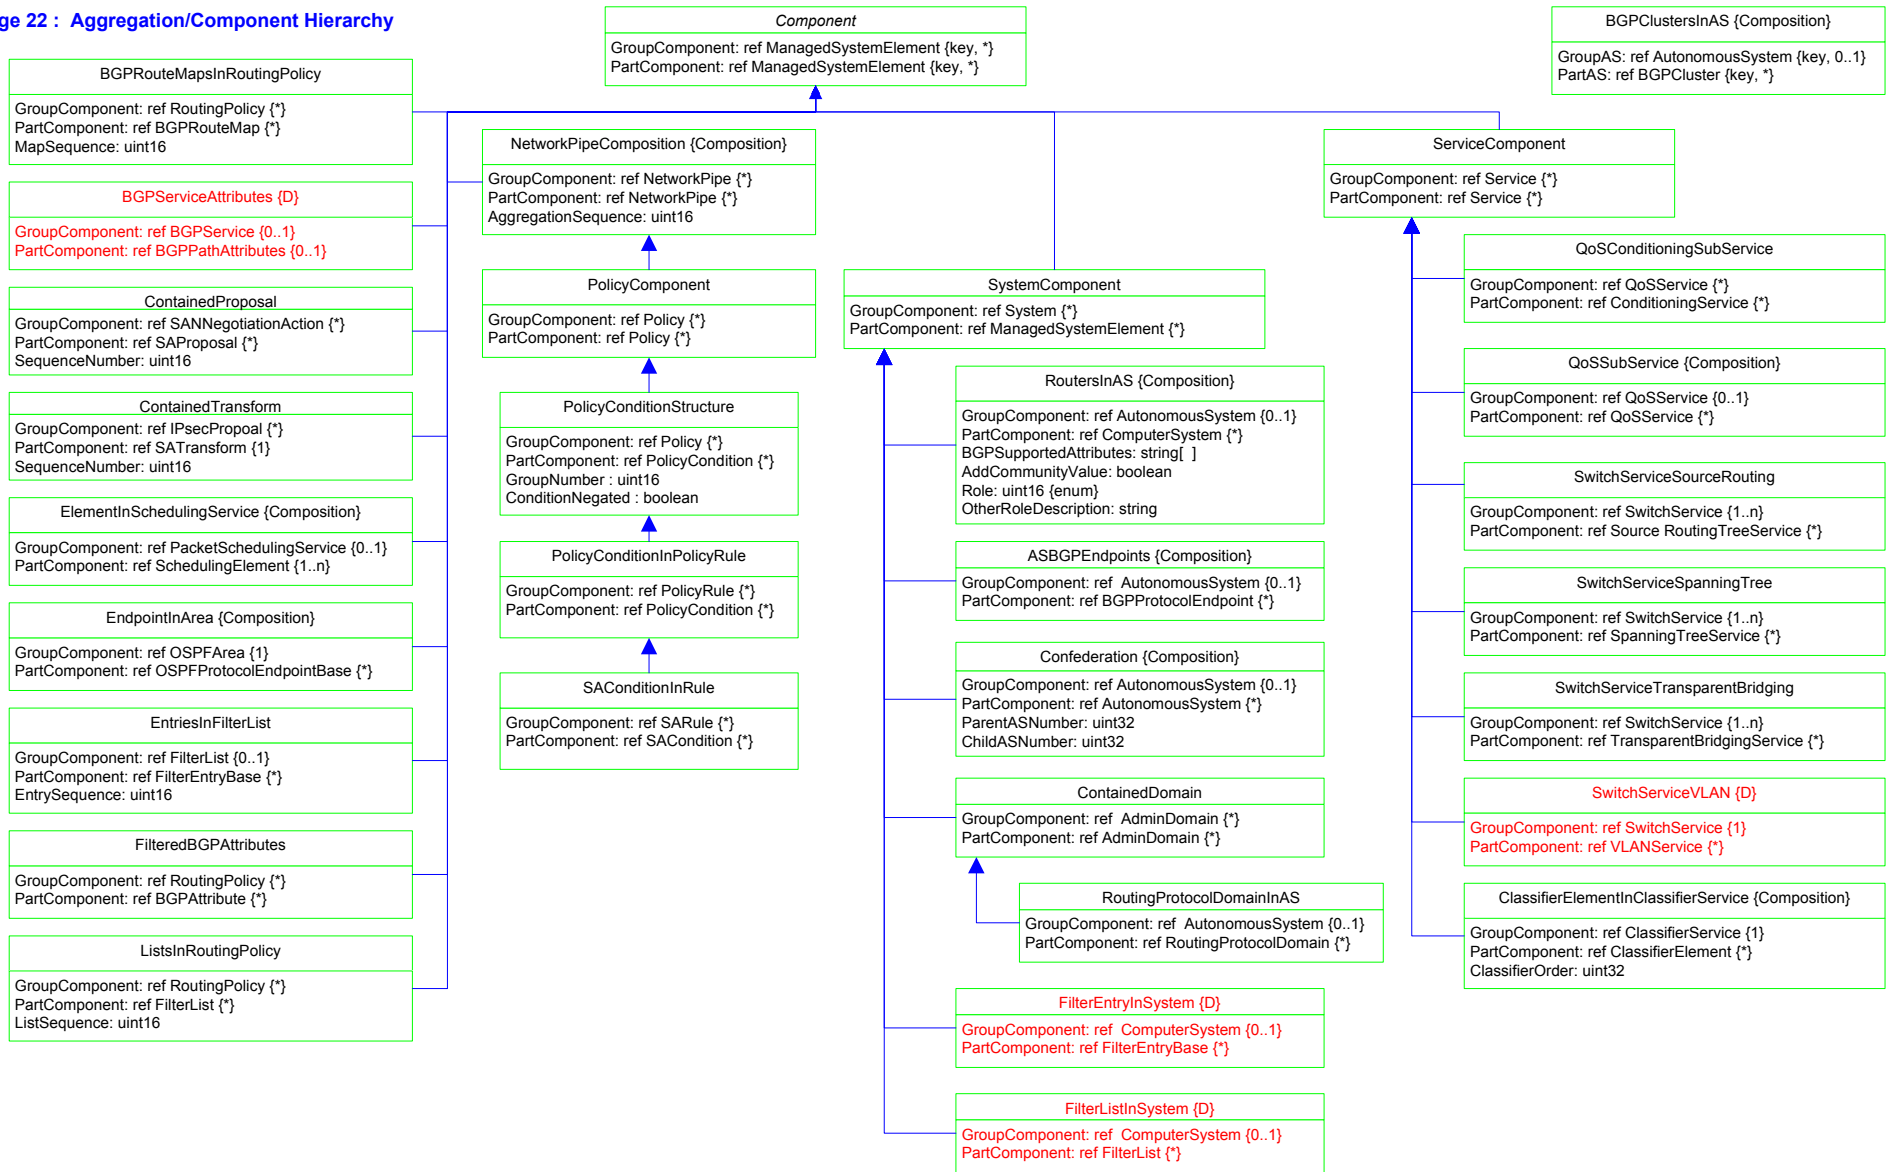 ge 22 : Aggregation/Component Hierarchy
Component
GroupComponent: ref ManagedSystemElement {key, *}
PartComponent: ref ManagedSystemElement {key, *}
BGPClustersInAS {Composition}
GroupAS: ref AutonomousSystem {key, 0..1}
PartAS: ref BGPCluster {key, *}
BGPRouteMapsInRoutingPolicy
GroupComponent: ref RoutingPolicy {*}
PartComponent: ref BGPRouteMap {*}
MapSequence: uint16
BGPServiceAttributes {D}
GroupComponent: ref BGPService {0..1}
PartComponent: ref BGPPathAttributes {0..1}
ContainedProposal
GroupComponent: ref SANNegotiationAction {*}
PartComponent: ref SAProposal {*}
SequenceNumber: uint16
ContainedTransform
GroupComponent: ref IPsecPropoal {*}
PartComponent: ref SATransform {1}
SequenceNumber: uint16
ElementInSchedulingService {Composition}
GroupComponent: ref PacketSchedulingService {0..1}
PartComponent: ref SchedulingElement {1..n}
EndpointInArea {Composition}
GroupComponent: ref OSPFArea {1}
PartComponent: ref OSPFProtocolEndpointBase {*}
EntriesInFilterList
GroupComponent: ref FilterList {0..1}
PartComponent: ref FilterEntryBase {*}
EntrySequence: uint16
FilteredBGPAttributes
GroupComponent: ref RoutingPolicy {*}
PartComponent: ref BGPAttribute {*}
ListsInRoutingPolicy
GroupComponent: ref RoutingPolicy {*}
PartComponent: ref FilterList {*}
ListSequence: uint16
NetworkPipeComposition {Composition}
GroupComponent: ref NetworkPipe {*}
PartComponent: ref NetworkPipe {*}
AggregationSequence: uint16
PolicyComponent
GroupComponent: ref Policy {*}
PartComponent: ref Policy {*}
PolicyConditionStructure
GroupComponent: ref Policy {*}
PartComponent: ref PolicyCondition {*}
GroupNumber : uint16
ConditionNegated : boolean
PolicyConditionInPolicyRule
GroupComponent: ref PolicyRule {*}
PartComponent: ref PolicyCondition {*}
SAConditionInRule
GroupComponent: ref SARule {*}
PartComponent: ref SACondition {*}
SystemComponent
GroupComponent: ref System {*}
PartComponent: ref ManagedSystemElement {*}
RoutersInAS {Composition}
GroupComponent: ref AutonomousSystem {0..1}
PartComponent: ref ComputerSystem {*}
BGPSupportedAttributes: string[ ]
AddCommunityValue: boolean
Role: uint16 {enum}
OtherRoleDescription: string
ASBGPEndpoints {Composition}
GroupComponent: ref AutonomousSystem {0..1}
PartComponent: ref BGPProtocolEndpoint {*}
Confederation {Composition}
GroupComponent: ref AutonomousSystem {0..1}
PartComponent: ref AutonomousSystem {*}
ParentASNumber: uint32
ChildASNumber: uint32
ContainedDomain
GroupComponent: ref AdminDomain {*}
PartComponent: ref AdminDomain {*}
RoutingProtocolDomainInAS
GroupComponent: ref AutonomousSystem {0..1}
PartComponent: ref RoutingProtocolDomain {*}
FilterEntryInSystem {D}
GroupComponent: ref ComputerSystem {0..1}
PartComponent: ref FilterEntryBase {*}
FilterListInSystem {D}
GroupComponent: ref ComputerSystem {0..1}
PartComponent: ref FilterList {*}
ServiceComponent
GroupComponent: ref Service {*}
PartComponent: ref Service {*}
QoSConditioningSubService
GroupComponent: ref QoSService {*}
PartComponent: ref ConditioningService {*}
QoSSubService {Composition}
GroupComponent: ref QoSService {0..1}
PartComponent: ref QoSService {*}
SwitchServiceSourceRouting
GroupComponent: ref SwitchService {1..n}
PartComponent: ref Source RoutingTreeService {*}
SwitchServiceSpanningTree
GroupComponent: ref SwitchService {1..n}
PartComponent: ref SpanningTreeService {*}
SwitchServiceTransparentBridging
GroupComponent: ref SwitchService {1..n}
PartComponent: ref TransparentBridgingService {*}
SwitchServiceVLAN {D}
GroupComponent: ref SwitchService {1}
PartComponent: ref VLANService {*}
ClassifierElementInClassifierService {Composition}
GroupComponent: ref ClassifierService {1}
PartComponent: ref ClassifierElement {*}
ClassifierOrder: uint32